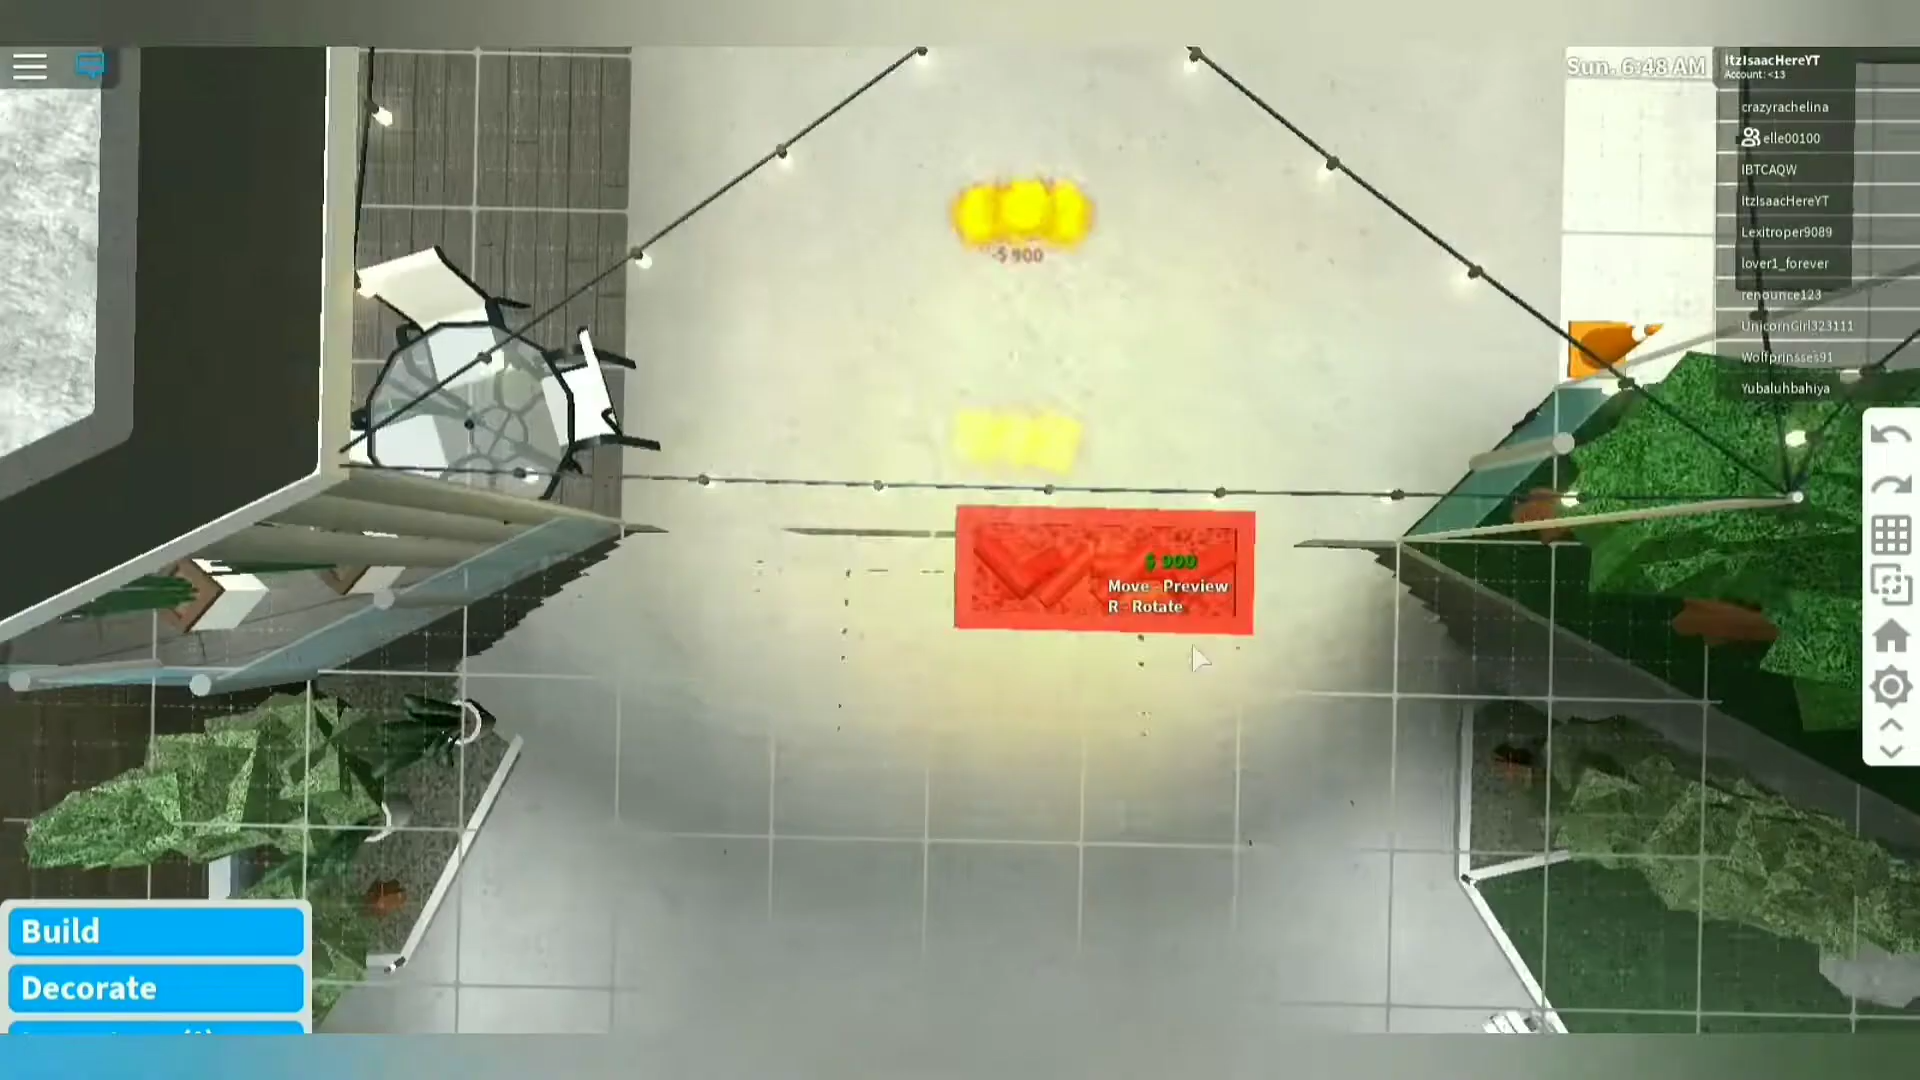 Sun. 6:48 AM
ItzIsaacHereYT
Account: <13
crazyrachelina
elle00100
IBTCAQW
ItzIsaacHereYT
Lexitroper9089
lover1_forever
renounce123
UnicornGirl323111
Wolfprinsses91
Yubaluhbahiya
-$ 900
$ 900
Move - Preview
R - Rotate
Build
Decorate